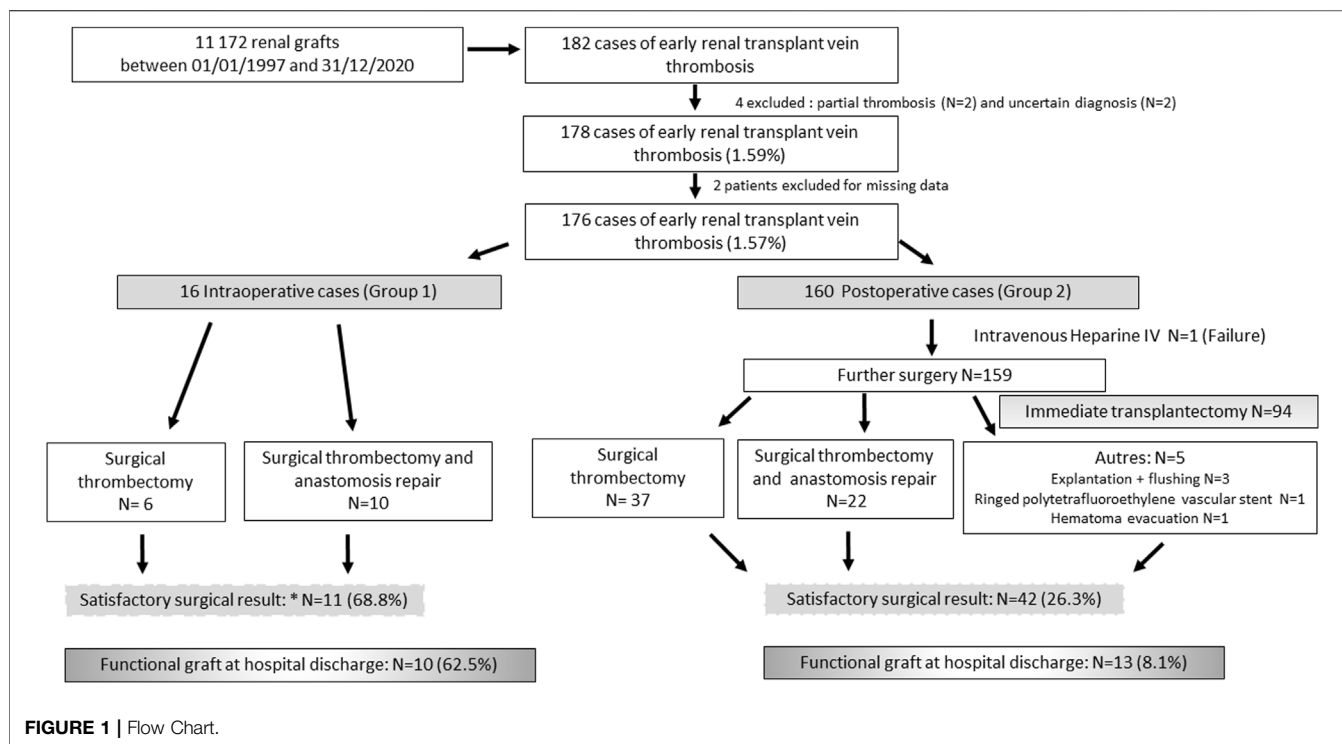 11 172 renal grafts
between 01/01/1997 and 31/12/2020
182 cases of early renal transplant vein
thrombosis
4 excluded : partial thrombosis (N=2) and uncertain diagnosis (N=2)
178 cases of early renal transplant vein
thrombosis (1.59%)
2 patients excluded for missing data
176 cases of early renal transplant vein
thrombosis (1.57%)
16 Intraoperative cases (Group 1)
160 Postoperative cases (Group 2)
Intravenous Heparine IV N=1 (Failure)
Further surgery N=159
Immediate transplantectomy N=94
Surgical
thrombectomy
N= 6
Surgical thrombectomy and
anastomosis repair
N=10
Surgical
thrombectomy
N= 37
Surgical thrombectomy
and anastomosis repair
N=22
Autres: N=5
Explantation + flushing N=3
Ringed polytetrafluoroethylene vascular stent N=1
Hematoma evacuation N=1
Satisfactory surgical result: * N=11 (68.8%)
Satisfactory surgical result: N=42 (26.3%)
Functional graft at hospital discharge: N=10 (62.5%)
Functional graft at hospital discharge: N=13 (8.1%)
FIGURE 1 | Flow Chart.